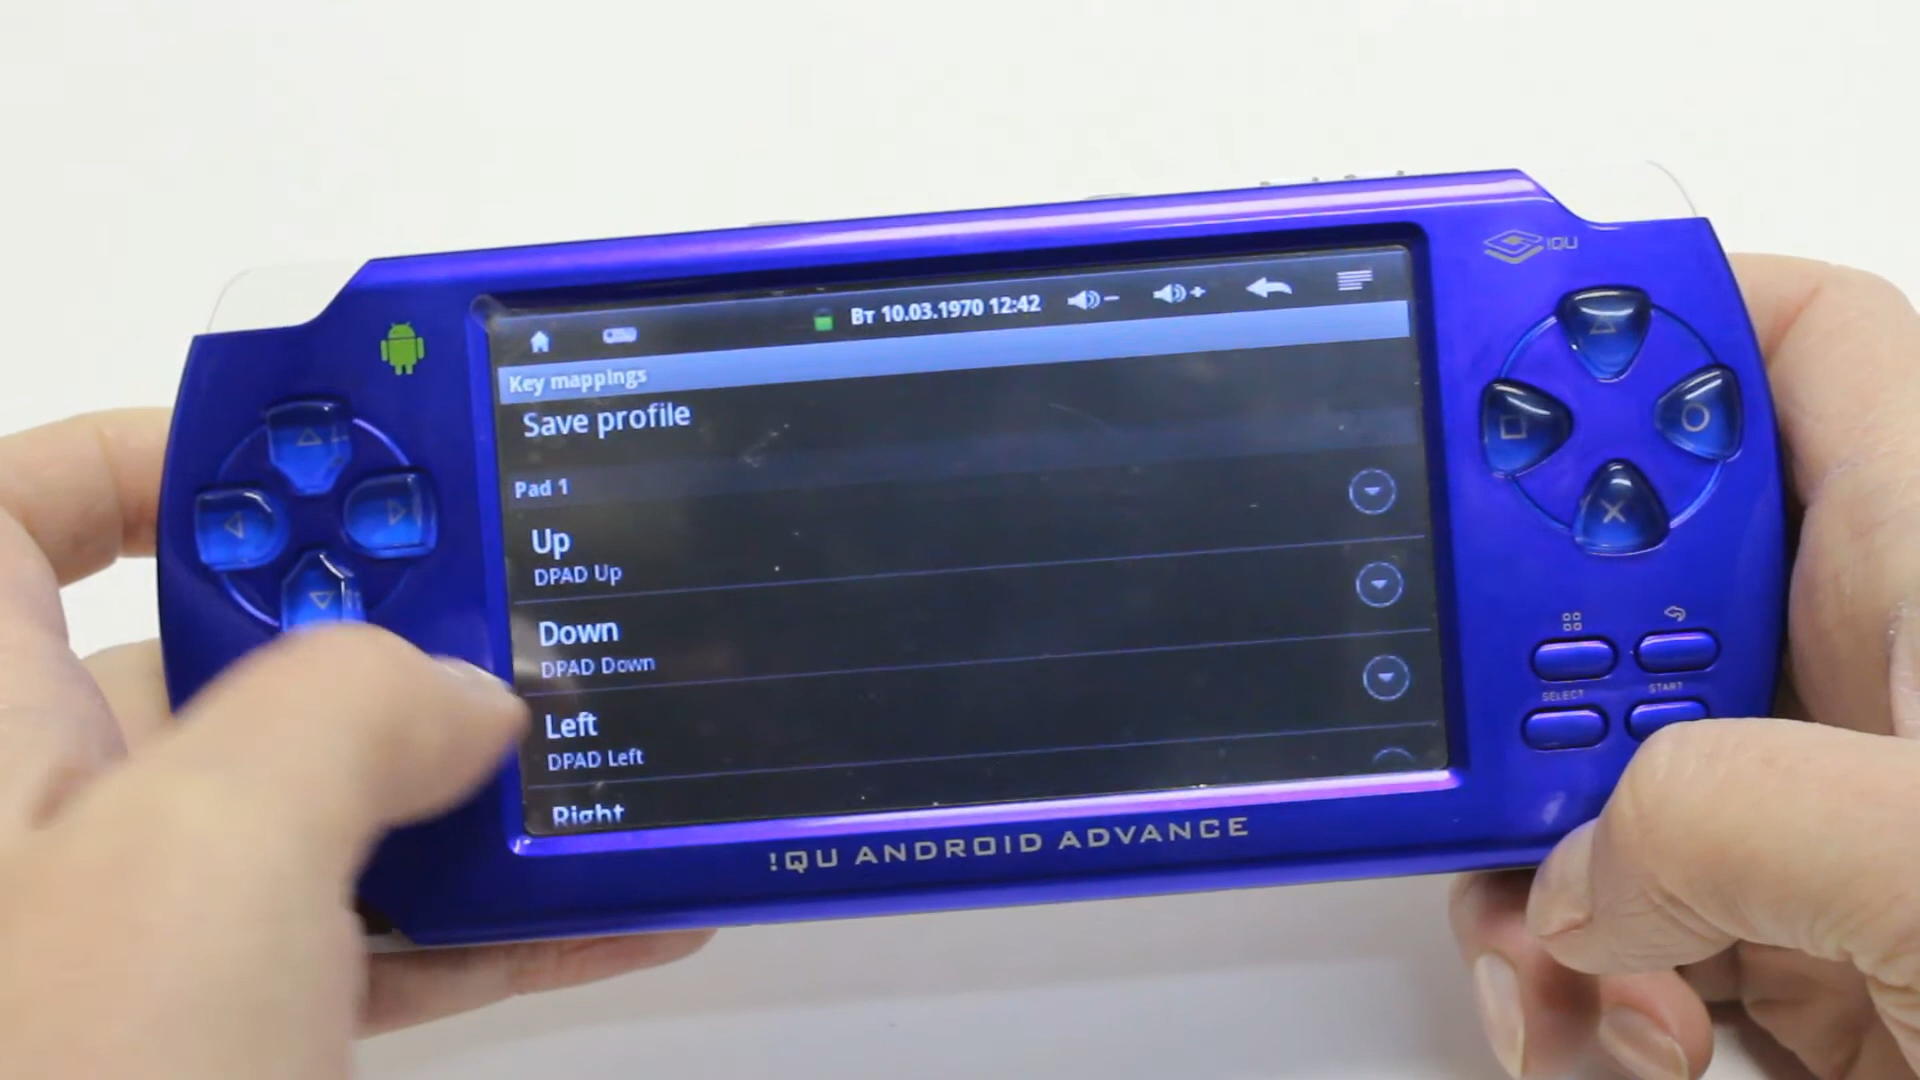 !QU
Вт 10.03.1970 12:42
Key mappings
Save profile
Pad 1
Up
DPAD Up
Down
DPAD Down
Left
DPAD Left
Right
SELECT
START
!QU ANDROID ADVANCE